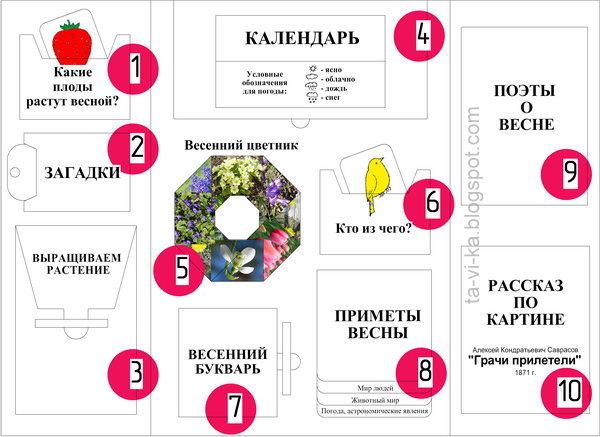 Какие
плоды
растут весной?
1
2
ЗАГАДКИ
ВЫРАЩИВАЕМ
РАСТЕНИЕ
3
КАЛЕНДАРЬ
4
Условные
обозначения
для погоды:
- ясно
- облачно
- дождь
- снег
Весенний цветник
5
6
Кто из чего?
ВЕСЕННИЙ
БУКВАРЬ
7
ПРИМЕТЫ
ВЕСНЫ
8
Мир людей
Животный мир
Погода, астрономические явления
ta-vi-ka.blogspot.com
ПОЭТЫ
О
ВЕСНЕ
9
РАССКАЗ
ПО
КАРТИНЕ
Алексей Кондратьевич Саврасов
"Грачи прилетели"
1871 г.
10